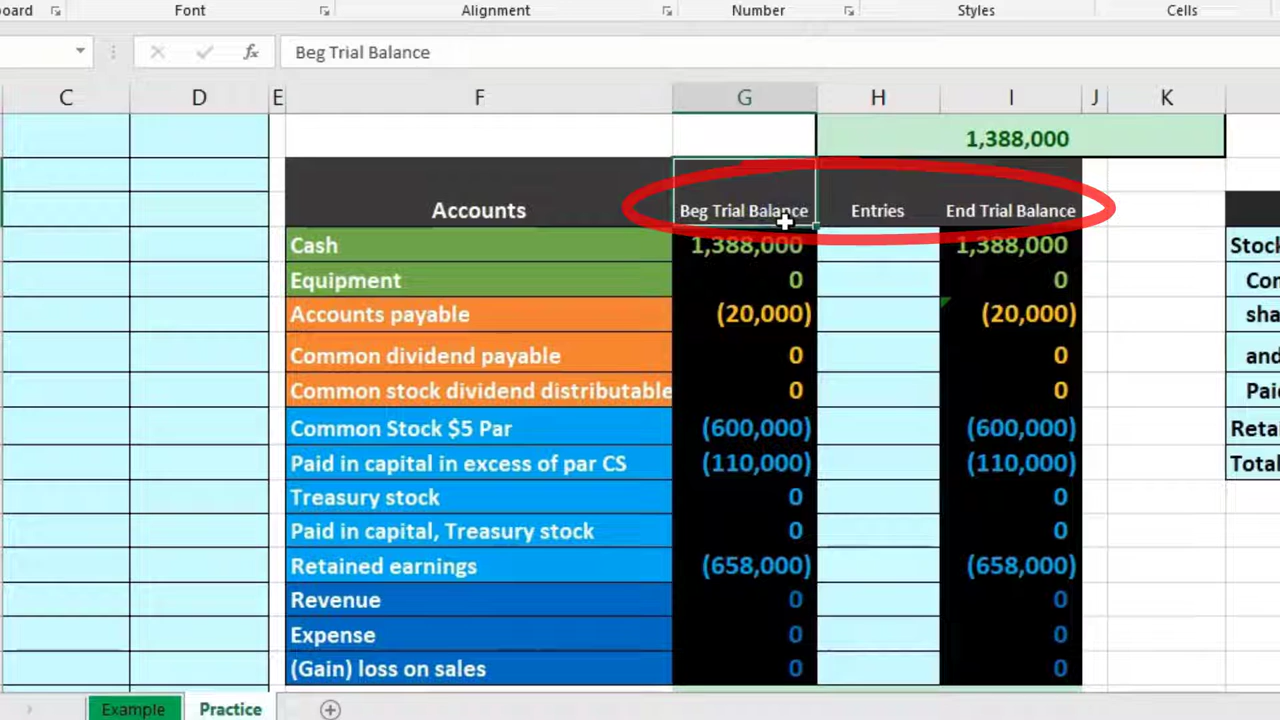 oard Font Alignment Number Styles Cells
fx Beg Trial Balance
C D E F G H I J K
1,388,000
Accounts Beg Trial Balance Entries End Trial Balance
Cash 1,388,000 1,388,000 Stock
Equipment 0 0 Con
Accounts payable (20,000) (20,000) sha
Common dividend payable 0 0 and
Common stock dividend distributable 0 0 Paid
Common Stock $5 Par (600,000) (600,000) Reta
Paid in capital in excess of par CS (110,000) (110,000) Total
Treasury stock 0 0
Paid in capital, Treasury stock 0 0
Retained earnings (658,000) (658,000)
Revenue 0 0
Expense 0 0
(Gain) loss on sales 0 0
Example Practice